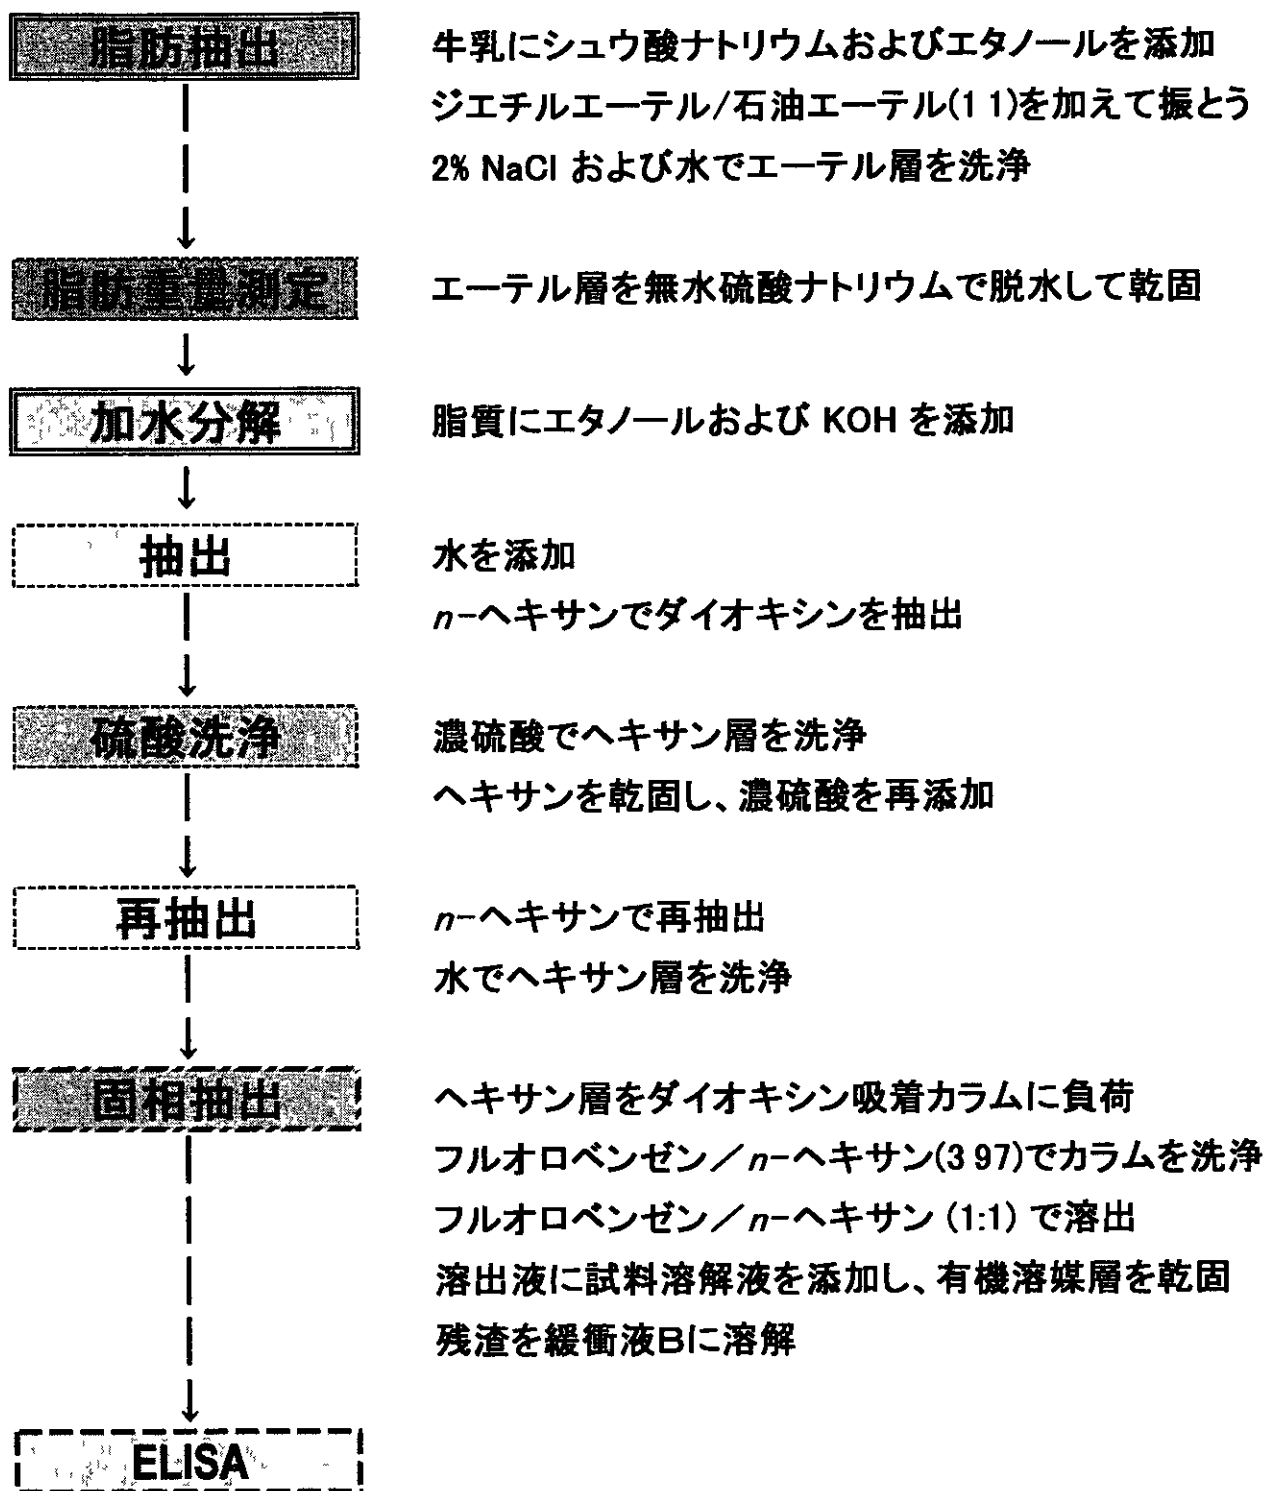 脂肪抽出
牛乳にシュウ酸ナトリウムおよびエタノールを添加
ジエチルエーテル/石油エーテル(1 1)を加えて振とう
2% NaCl および水でエーテル層を洗浄
脂肪重量測定
エーテル層を無水硫酸ナトリウムで脱水して乾固
加水分解
脂質にエタノールおよび KOH を添加
抽出
水を添加
n-ヘキサンでダイオキシンを抽出
硫酸洗浄
濃硫酸でヘキサン層を洗浄
ヘキサンを乾固し、濃硫酸を再添加
再抽出
n-ヘキサンで再抽出
水でヘキサン層を洗浄
固相抽出
ヘキサン層をダイオキシン吸着カラムに負荷
フルオロベンゼン／n-ヘキサン(3 97)でカラムを洗浄
フルオロベンゼン／n-ヘキサン (1:1) で溶出
溶出液に試料溶解液を添加し、有機溶媒層を乾固
残渣を緩衝液Bに溶解
ELISA